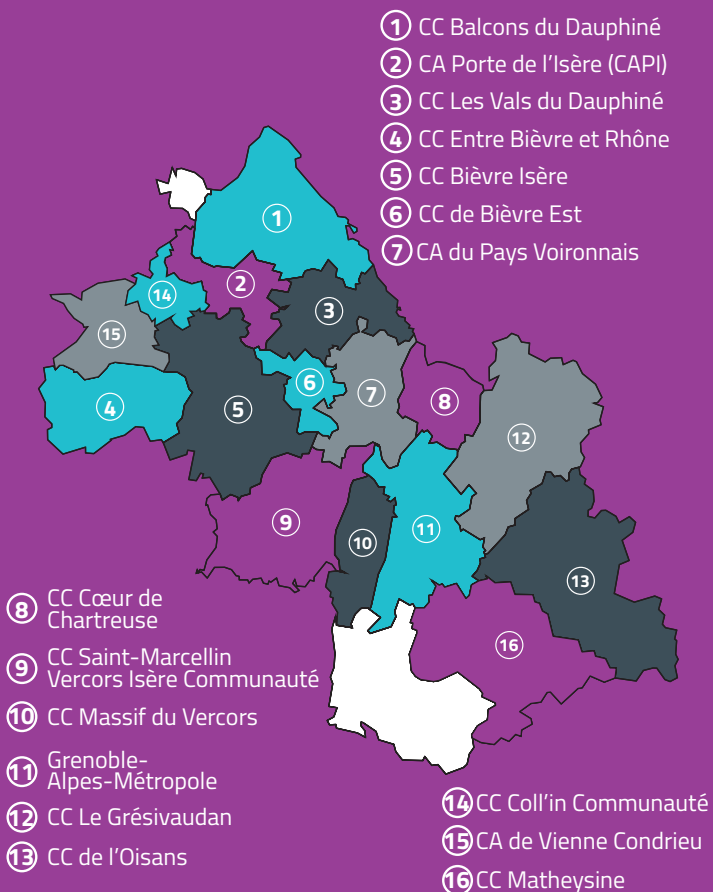 1 CC Balcons du Dauphiné
2 CA Porte de l'Isère (CAPI)
3 CC Les Vals du Dauphiné
4 CC Entre Bièvre et Rhône
5 CC Bièvre Isère
6 CC de Bièvre Est
7 CA du Pays Voironnais
1
2
14
3
15
6
7
4
5
8
12
9
10
11
13
16
8 CC Cœur de
Chartreuse
9 CC Saint-Marcellin
Vercors Isère Communauté
10 CC Massif du Vercors
11 Grenoble-
Alpes-Métropole
12 CC Le Grésivaudan
13 CC de l'Oisans
14 CC Coll'in Communauté
15 CA de Vienne Condrieu
16 CC Matheysine